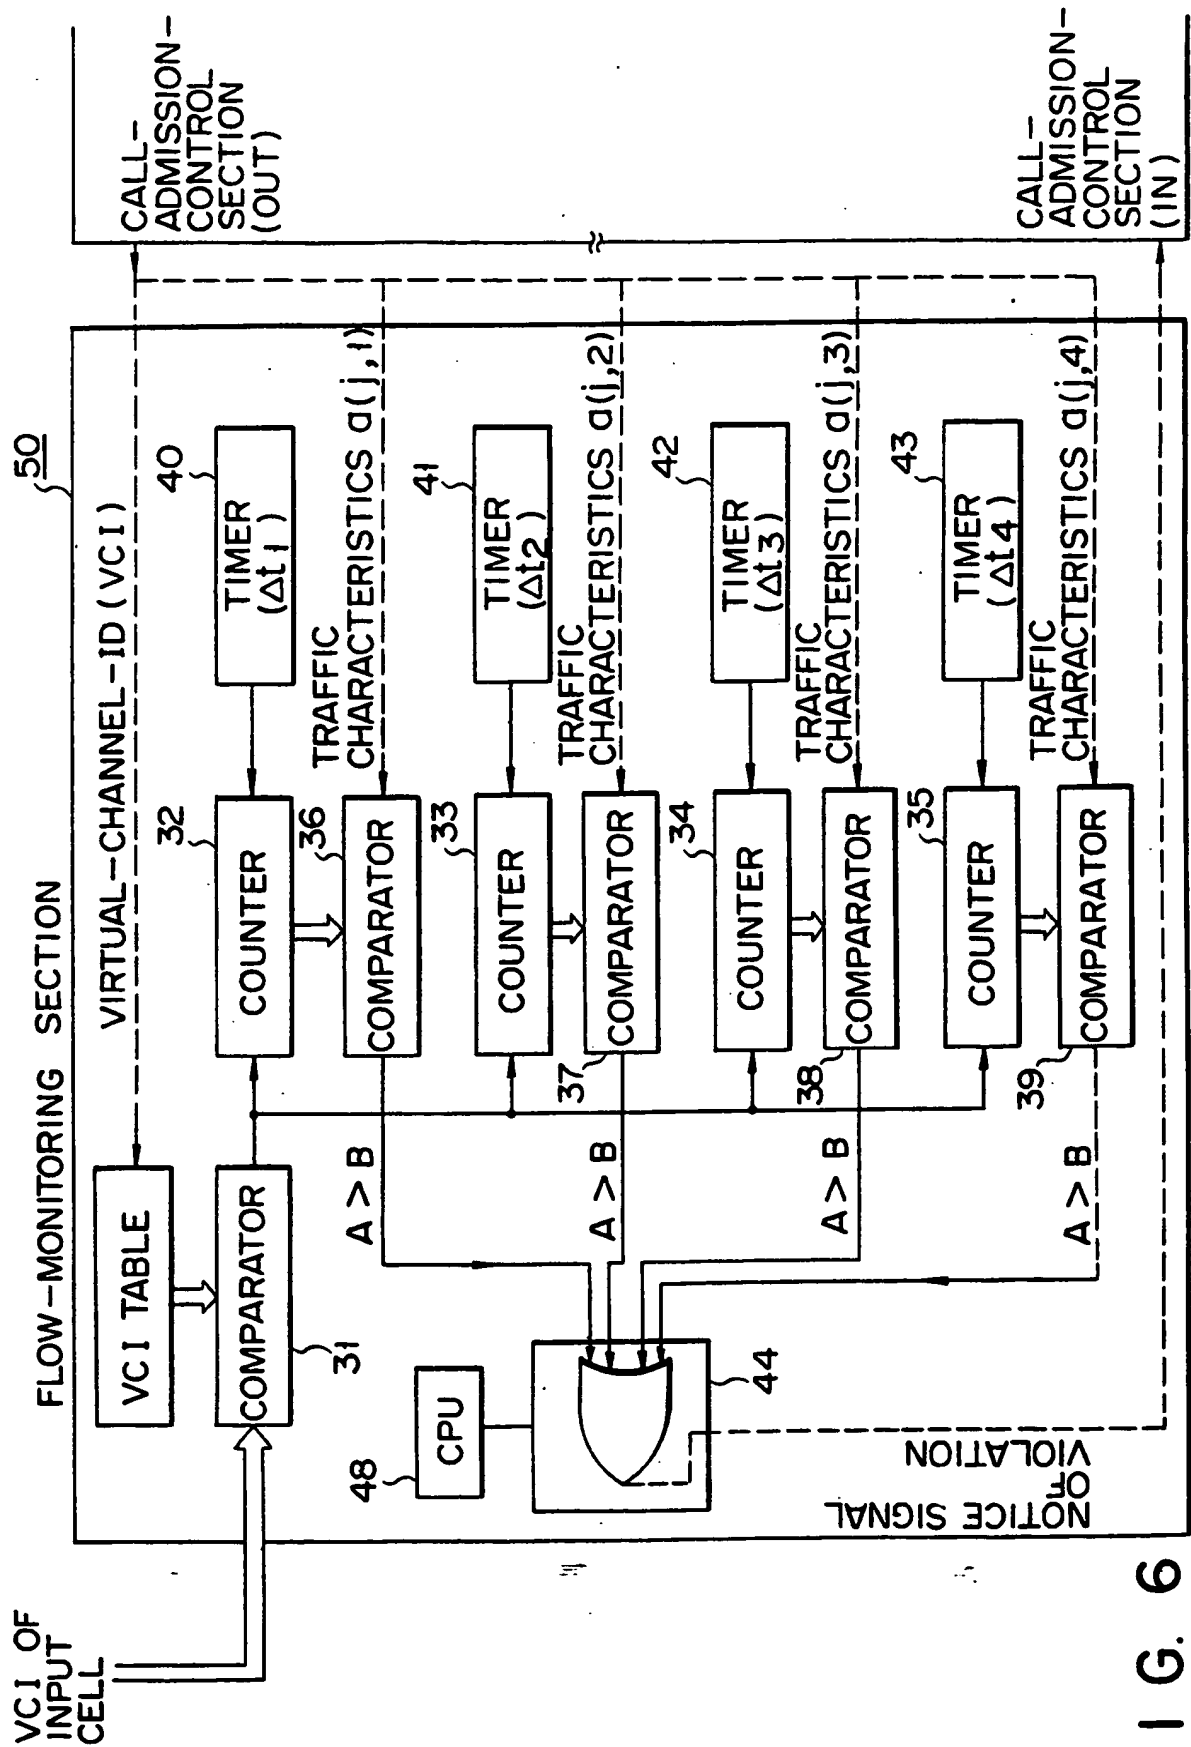 VCI OF
INPUT
CELL
FLOW-MONITORING SECTION
50
VIRTUAL-CHANNEL-ID (VCI)
CALL-
ADMISSION-
CONTROL
SECTION
(OUT)
VCI TABLE
COMPARATOR
31
COUNTER
32
TIMER
(Δt1)
40
COMPARATOR
36
TRAFFIC
CHARACTERISTICS a(j,1)
A > B
COUNTER
33
TIMER
(Δt2)
41
COMPARATOR
37
TRAFFIC
CHARACTERISTICS a(j,2)
A > B
COUNTER
34
TIMER
(Δt3)
42
COMPARATOR
38
TRAFFIC
CHARACTERISTICS a(j,3)
A > B
COUNTER
35
TIMER
(Δt4)
43
COMPARATOR
39
TRAFFIC
CHARACTERISTICS a(j,4)
A > B
CPU
48
44
NOTICE SIGNAL
OF
VIOLATION
CALL-
ADMISSION-
CONTROL
SECTION
(IN)
I G. 6